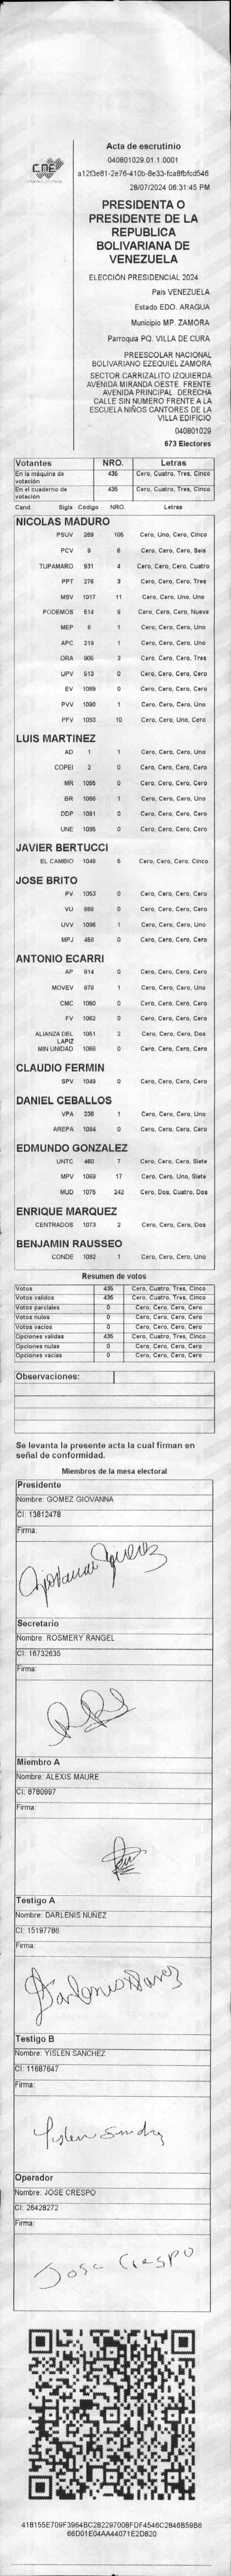 CNE
Acta de escrutinio
040801029.01.1.0001
a12f3e81-2e76-410b-8e33-fca8fbfcd546
28/07/2024 06:31:45 PM
PRESIDENTA O
PRESIDENTE DE LA
REPUBLICA
BOLIVARIANA DE
VENEZUELA
ELECCIÓN PRESIDENCIAL 2024
País VENEZUELA
Estado EDO. ARAGUA
Municipio MP. ZAMORA
Parroquia PQ. VILLA DE CURA
PREESCOLAR NACIONAL
BOLIVARIANO EZEQUIEL ZAMORA
SECTOR CARRIZALITO IZQUIERDA
AVENIDA MIRANDA OESTE. FRENTE
AVENIDA PRINCIPAL. DERECHA
CALLE SIN NUMERO FRENTE A LA
ESCUELA NIÑOS CANTORES DE LA
VILLA EDIFICIO
040801029
673 Electores
Votantes NRO. Letras
En la máquina de votación 435 Cero, Cuatro, Tres, Cinco
En el cuaderno de votación 435 Cero, Cuatro, Tres, Cinco
Cand. Sigla Código NRO. Letras
NICOLAS MADURO
PSUV 269 105 Cero, Uno, Cero, Cinco
PCV 9 6 Cero, Cero, Cero, Seis
TUPAMARO 931 4 Cero, Cero, Cero, Cuatro
PPT 276 3 Cero, Cero, Cero, Tres
MSV 1017 11 Cero, Cero, Uno, Uno
PODEMOS 514 9 Cero, Cero, Cero, Nueve
MEP 6 1 Cero, Cero, Cero, Uno
APC 219 1 Cero, Cero, Cero, Uno
ORA 906 3 Cero, Cero, Cero, Tres
UPV 513 0 Cero, Cero, Cero, Cero
EV 1089 0 Cero, Cero, Cero, Cero
PVV 1090 1 Cero, Cero, Cero, Uno
PFV 1093 10 Cero, Cero, Uno, Cero
LUIS MARTINEZ
AD 1 1 Cero, Cero, Cero, Uno
COPEI 2 0 Cero, Cero, Cero, Cero
MR 1055 0 Cero, Cero, Cero, Cero
BR 1066 1 Cero, Cero, Cero, Uno
DDP 1091 0 Cero, Cero, Cero, Cero
UNE 1095 0 Cero, Cero, Cero, Cero
JAVIER BERTUCCI
EL CAMBIO 1048 5 Cero, Cero, Cero, Cinco
JOSE BRITO
PV 1053 0 Cero, Cero, Cero, Cero
VU 868 0 Cero, Cero, Cero, Cero
UVV 1096 1 Cero, Cero, Cero, Uno
MPJ 458 0 Cero, Cero, Cero, Cero
ANTONIO ECARRI
AP 814 0 Cero, Cero, Cero, Cero
MOVEV 878 1 Cero, Cero, Cero, Uno
CMC 1050 0 Cero, Cero, Cero, Cero
FV 1062 0 Cero, Cero, Cero, Cero
ALIANZA DEL LAPIZ 1051 2 Cero, Cero, Cero, Dos
MIN UNIDAD 1068 0 Cero, Cero, Cero, Cero
CLAUDIO FERMIN
SPV 1049 0 Cero, Cero, Cero, Cero
DANIEL CEBALLOS
VPA 236 1 Cero, Cero, Cero, Uno
AREPA 1094 0 Cero, Cero, Cero, Cero
EDMUNDO GONZALEZ
UNTC 460 7 Cero, Cero, Cero, Siete
MPV 1069 17 Cero, Cero, Uno, Siete
MUD 1075 242 Cero, Dos, Cuatro, Dos
ENRIQUE MARQUEZ
CENTRADOS 1073 2 Cero, Cero, Cero, Dos
BENJAMIN RAUSSEO
CONDE 1092 1 Cero, Cero, Cero, Uno
Resumen de votos
Votos 435 Cero, Cuatro, Tres, Cinco
Votos validos 435 Cero, Cuatro, Tres, Cinco
Votos parciales 0 Cero, Cero, Cero, Cero
Votos nulos 0 Cero, Cero, Cero, Cero
Votos vacios 0 Cero, Cero, Cero, Cero
Opciones validas 435 Cero, Cuatro, Tres, Cinco
Opciones nulas 0 Cero, Cero, Cero, Cero
Opciones vacias 0 Cero, Cero, Cero, Cero
Observaciones:
Se levanta la presente acta la cual firman en
señal de conformidad.
Miembros de la mesa electoral
Presidente
Nombre: GOMEZ GIOVANNA
CI: 13812478
Firma:
Secretario
Nombre: ROSMERY RANGEL
CI: 16732635
Firma:
Miembro A
Nombre: ALEXIS MAURE
CI: 8780997
Firma:
Testigo A
Nombre: DARLENIS NUÑEZ
CI: 15197786
Firma:
Testigo B
Nombre: YISLEN SANCHEZ
CI: 11687647
Firma:
Operador
Nombre: JOSE CRESPO
CI: 26428272
Firma:
Jose Crespo
418155E709F3964BC282297008FDF4546C2846B59B6
66D01E04AA44071E2D820